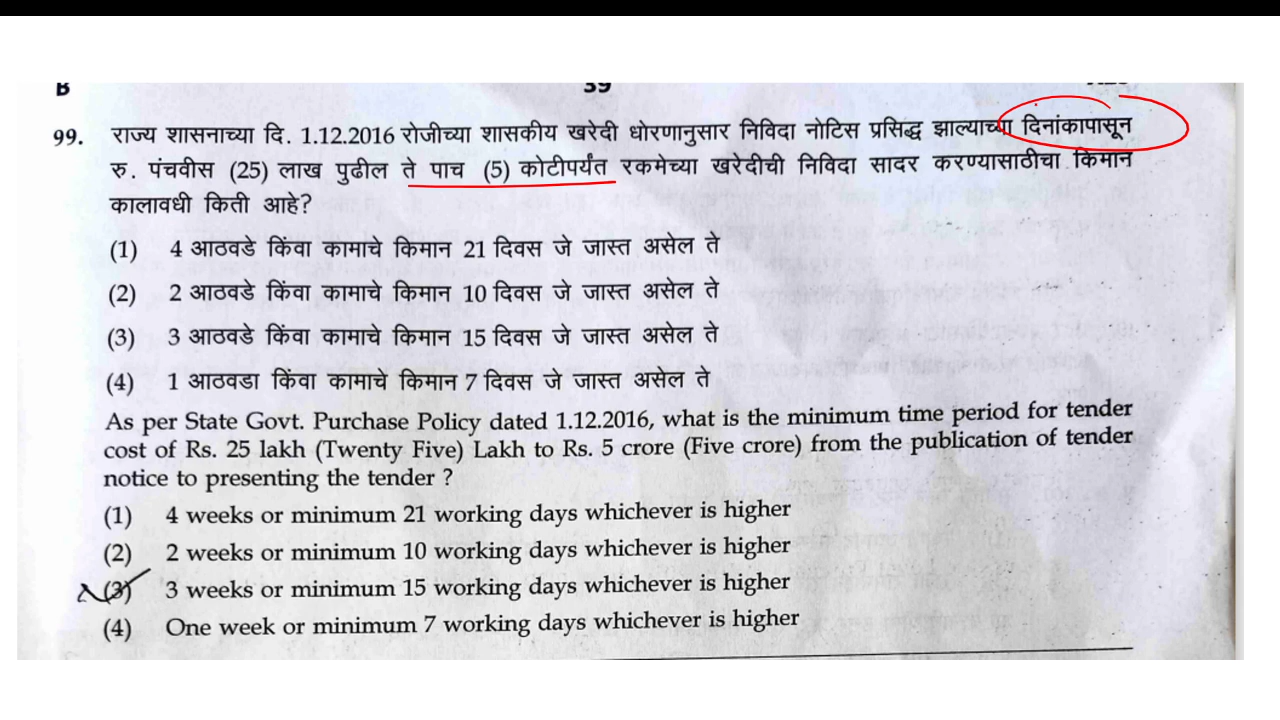 B 39
99. राज्य शासनाच्या दि. 1.12.2016 रोजीच्या शासकीय खरेदी धोरणानुसार निविदा नोटिस प्रसिद्ध झाल्याच्या दिनांकापासून
रु. पंचवीस (25) लाख पुढील ते पाच (5) कोटीपर्यंत रकमेच्या खरेदीची निविदा सादर करण्यासाठीचा किमान
कालावधी किती आहे?
(1) 4 आठवडे किंवा कामाचे किमान 21 दिवस जे जास्त असेल ते
(2) 2 आठवडे किंवा कामाचे किमान 10 दिवस जे जास्त असेल ते
(3) 3 आठवडे किंवा कामाचे किमान 15 दिवस जे जास्त असेल ते
(4) 1 आठवडा किंवा कामाचे किमान 7 दिवस जे जास्त असेल ते
As per State Govt. Purchase Policy dated 1.12.2016, what is the minimum time period for tender
cost of Rs. 25 lakh (Twenty Five) Lakh to Rs. 5 crore (Five crore) from the publication of tender
notice to presenting the tender ?
(1) 4 weeks or minimum 21 working days whichever is higher
(2) 2 weeks or minimum 10 working days whichever is higher
(3) 3 weeks or minimum 15 working days whichever is higher
(4) One week or minimum 7 working days whichever is higher